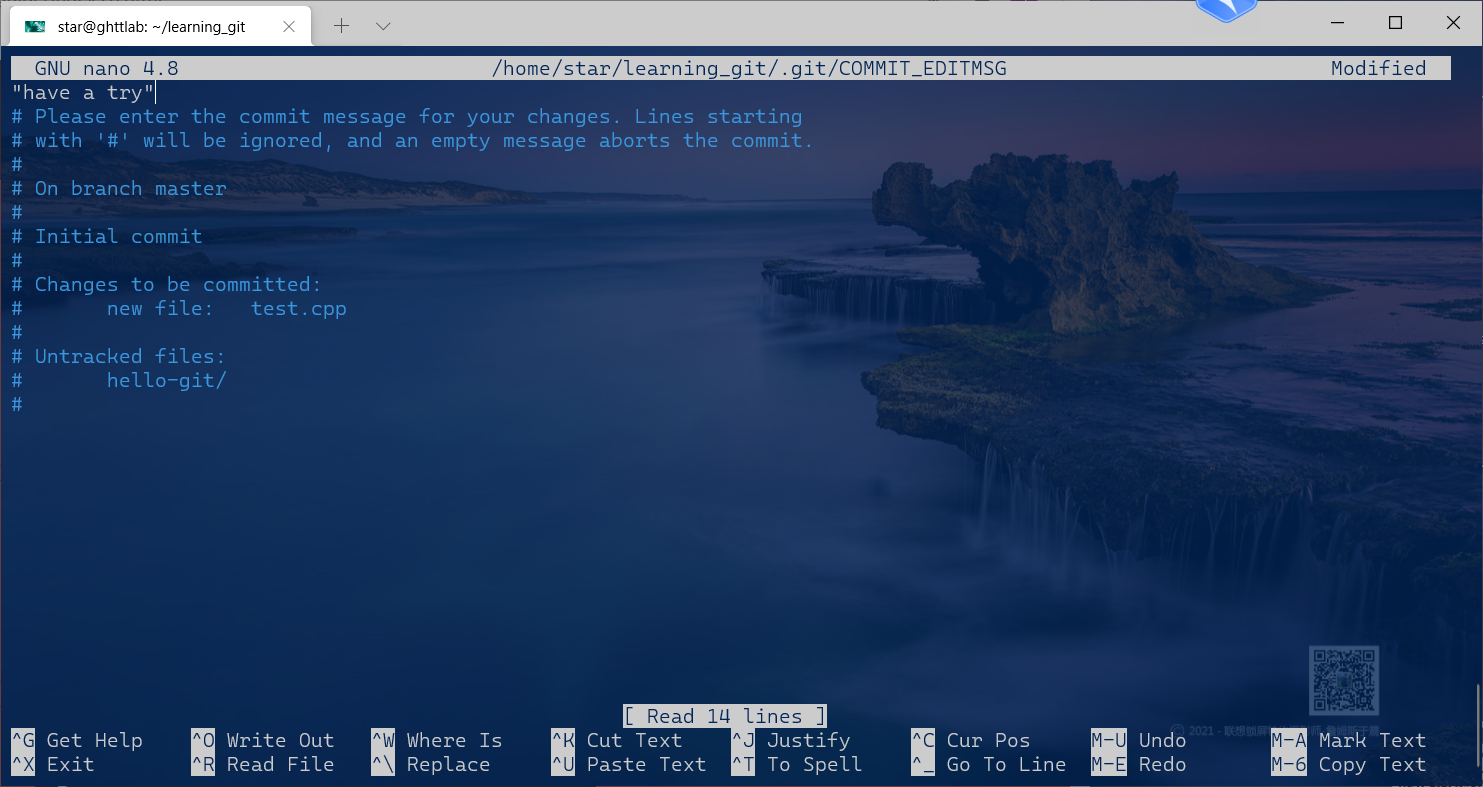 star@ghttlab: ~/learning_git
GNU nano 4.8 /home/star/learning_git/.git/COMMIT_EDITMSG Modified
"have a try"
# Please enter the commit message for your changes. Lines starting
# with '#' will be ignored, and an empty message aborts the commit.
#
# On branch master
#
# Initial commit
#
# Changes to be committed:
# new file: test.cpp
#
# Untracked files:
# hello-git/
#
[ Read 14 lines ]
^G Get Help ^O Write Out ^W Where Is ^K Cut Text ^J Justify ^C Cur Pos M-U Undo M-A Mark Text
^X Exit ^R Read File ^\ Replace ^U Paste Text ^T To Spell ^_ Go To Line M-E Redo M-6 Copy Text